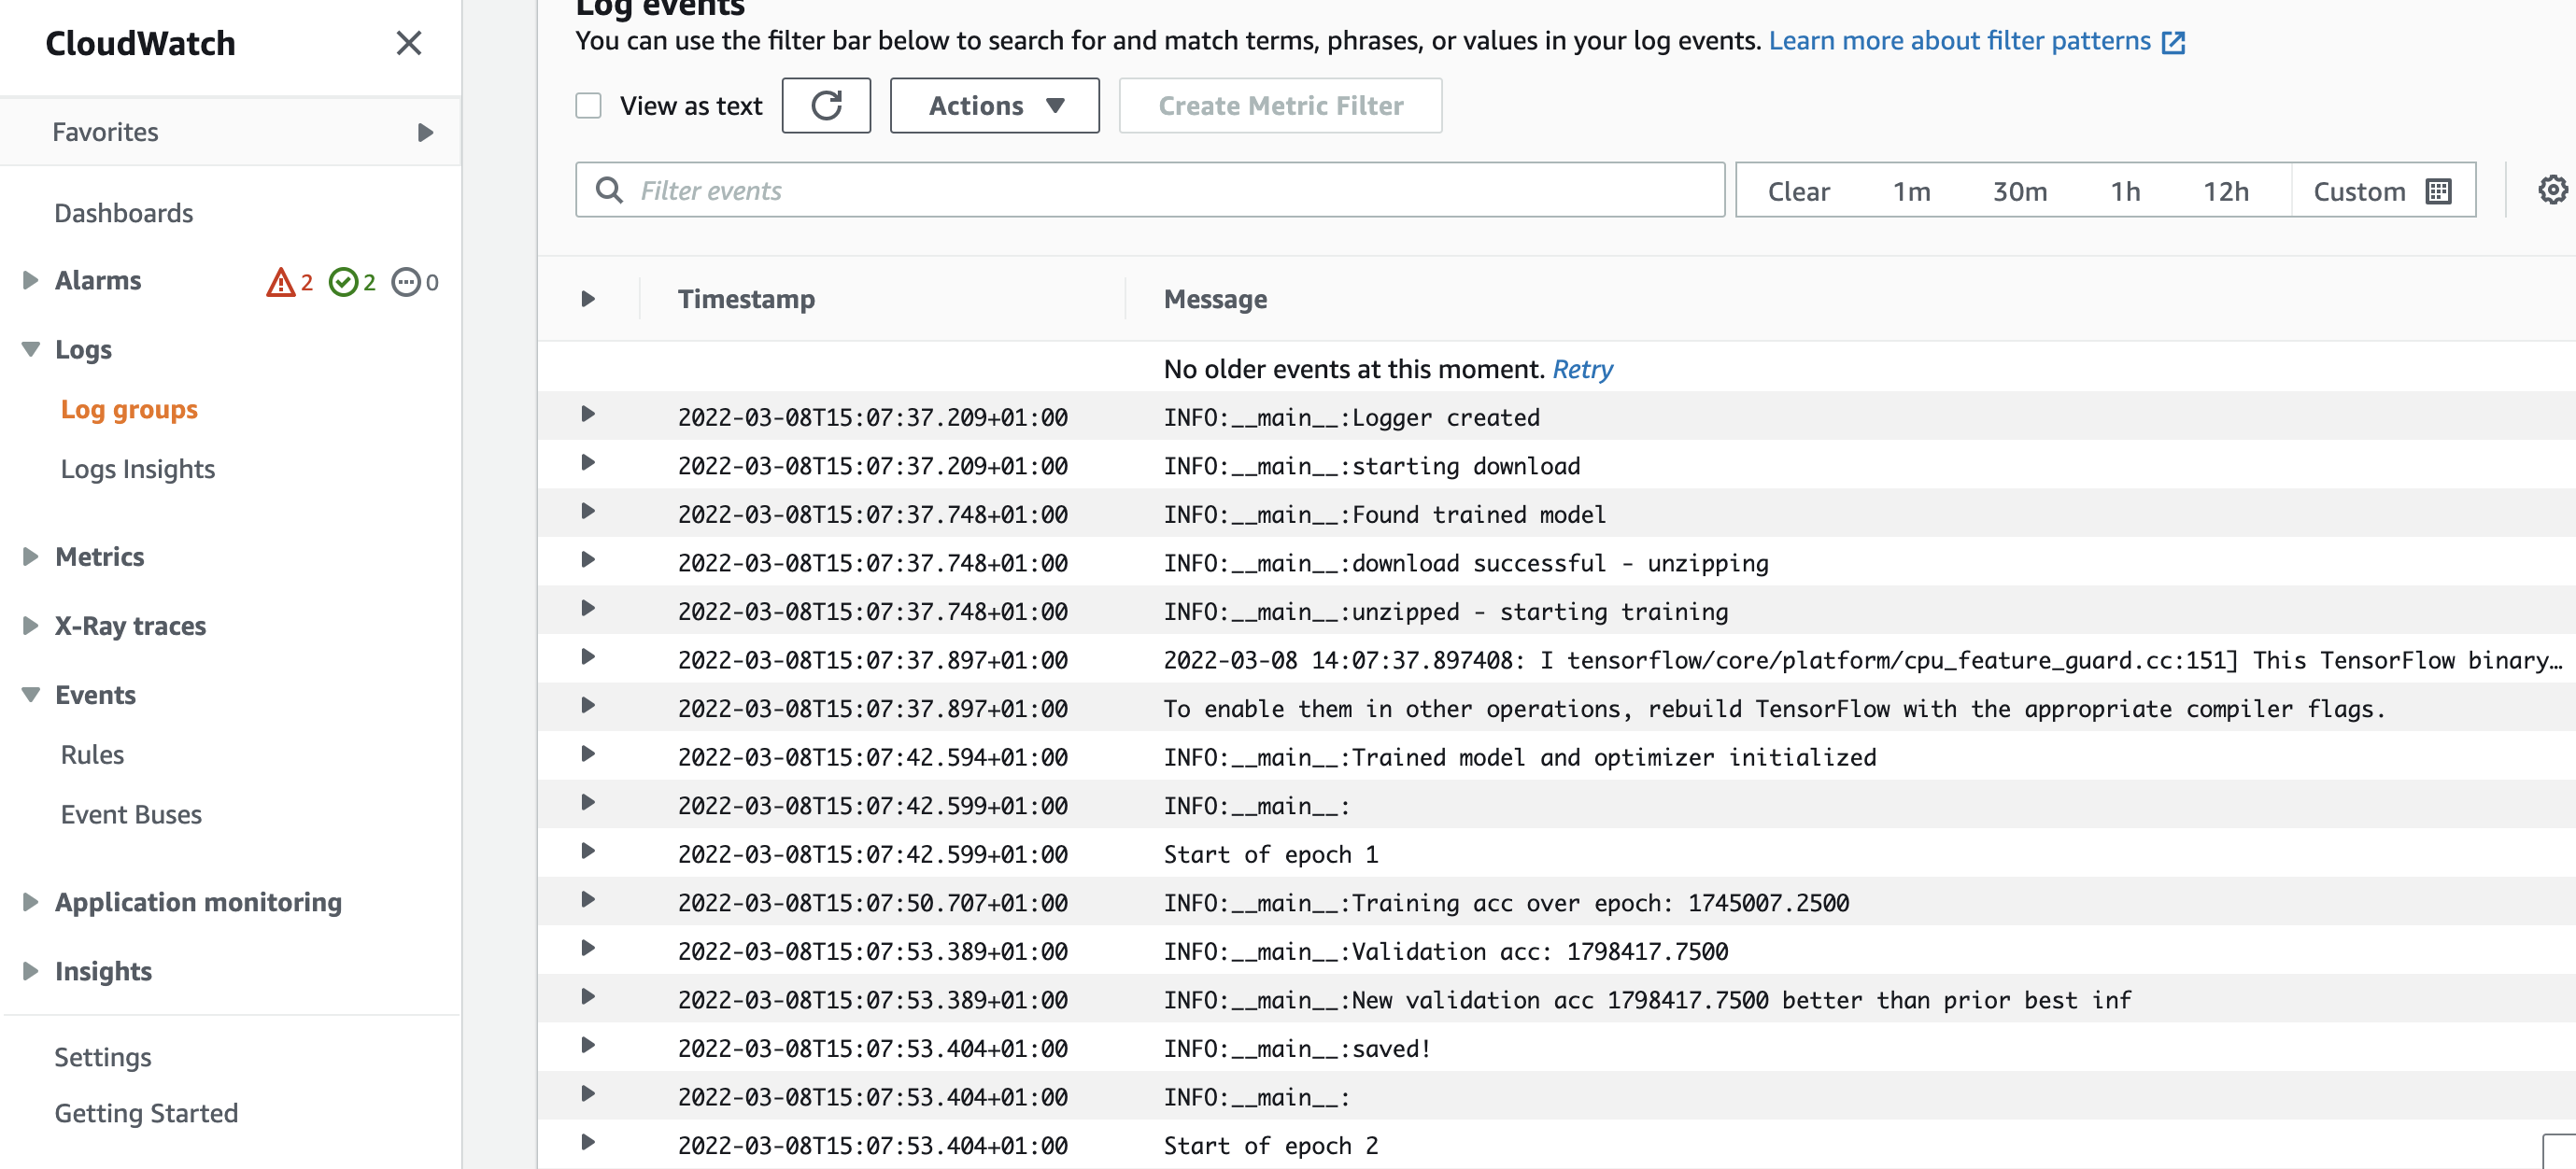 CloudWatch
Favorites
Dashboards
Alarms 2 2 0
Logs
Log groups
Logs Insights
Metrics
X-Ray traces
Events
Rules
Event Buses
Application monitoring
Insights
Settings
Getting Started
Log events
You can use the filter bar below to search for and match terms, phrases, or values in your log events. Learn more about filter patterns
View as text Actions Create Metric Filter
Filter events Clear 1m 30m 1h 12h Custom
Timestamp Message
No older events at this moment. Retry
2022-03-08T15:07:37.209+01:00 INFO:__main__:Logger created
2022-03-08T15:07:37.209+01:00 INFO:__main__:starting download
2022-03-08T15:07:37.748+01:00 INFO:__main__:Found trained model
2022-03-08T15:07:37.748+01:00 INFO:__main__:download successful - unzipping
2022-03-08T15:07:37.748+01:00 INFO:__main__:unzipped - starting training
2022-03-08T15:07:37.897+01:00 2022-03-08 14:07:37.897408: I tensorflow/core/platform/cpu_feature_guard.cc:151] This TensorFlow binary…
2022-03-08T15:07:37.897+01:00 To enable them in other operations, rebuild TensorFlow with the appropriate compiler flags.
2022-03-08T15:07:42.594+01:00 INFO:__main__:Trained model and optimizer initialized
2022-03-08T15:07:42.599+01:00 INFO:__main__:
2022-03-08T15:07:42.599+01:00 Start of epoch 1
2022-03-08T15:07:50.707+01:00 INFO:__main__:Training acc over epoch: 1745007.2500
2022-03-08T15:07:53.389+01:00 INFO:__main__:Validation acc: 1798417.7500
2022-03-08T15:07:53.389+01:00 INFO:__main__:New validation acc 1798417.7500 better than prior best inf
2022-03-08T15:07:53.404+01:00 INFO:__main__:saved!
2022-03-08T15:07:53.404+01:00 INFO:__main__:
2022-03-08T15:07:53.404+01:00 Start of epoch 2